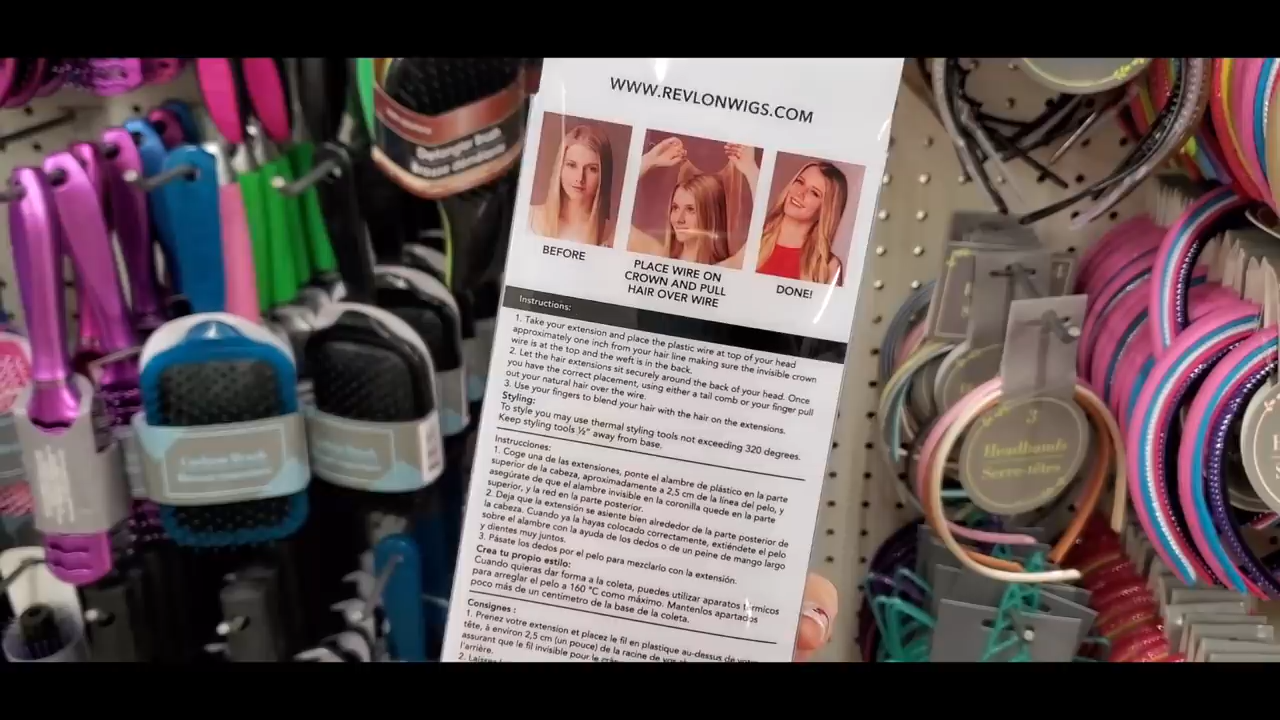 WWW.REVLONWIGS.COM
BEFORE
PLACE WIRE ON
CROWN AND PULL
HAIR OVER WIRE
DONE!
Instructions:
1. Take your extension and place the plastic wire at top of your head
approximately one inch from your hair line making sure the invisible crown
wire is at the top and the weft is in the back.
2. Let the hair extensions sit securely around the back of your head. Once
you have the correct placement, using either a tail comb or your finger pull
out your natural hair over the wire.
3. Use your fingers to blend your hair with the hair on the extensions.
Styling:
To style you may use thermal styling tools not exceeding 320 degrees.
Keep styling tools ½" away from base.
Instrucciones:
1. Coge una de las extensiones, ponte el alambre de plástico en la parte
superior de la cabeza, aproximadamente a 2,5 cm de la línea del pelo, y
asegúrate de que el alambre invisible en la coronilla quede en la parte
superior, y la red en la parte posterior.
2. Deja que la extensión se asiente bien alrededor de la parte posterior de
la cabeza. Cuando ya la hayas colocado correctamente, extiéndete el pelo
sobre el alambre con la ayuda de los dedos o de un peine de mango largo
y dientes muy juntos.
3. Pásate los dedos por el pelo para mezclarlo con la extensión.
Crea tu propio estilo:
Cuando quieras dar forma a la coleta, puedes utilizar aparatos térmicos
para arreglar el pelo a 160 °C como máximo. Mantenlos apartados
poco más de un centímetro de la base de la coleta.
Consignes :
1. Prenez votre extension et placez le fil en plastique au-dessus de votre
tête, à environ 2,5 cm (un pouce) de la racine de vos
assurant que le fil invisible pour le
l'arrière.
2. Laissez
3
Headbands
Serre-têtes